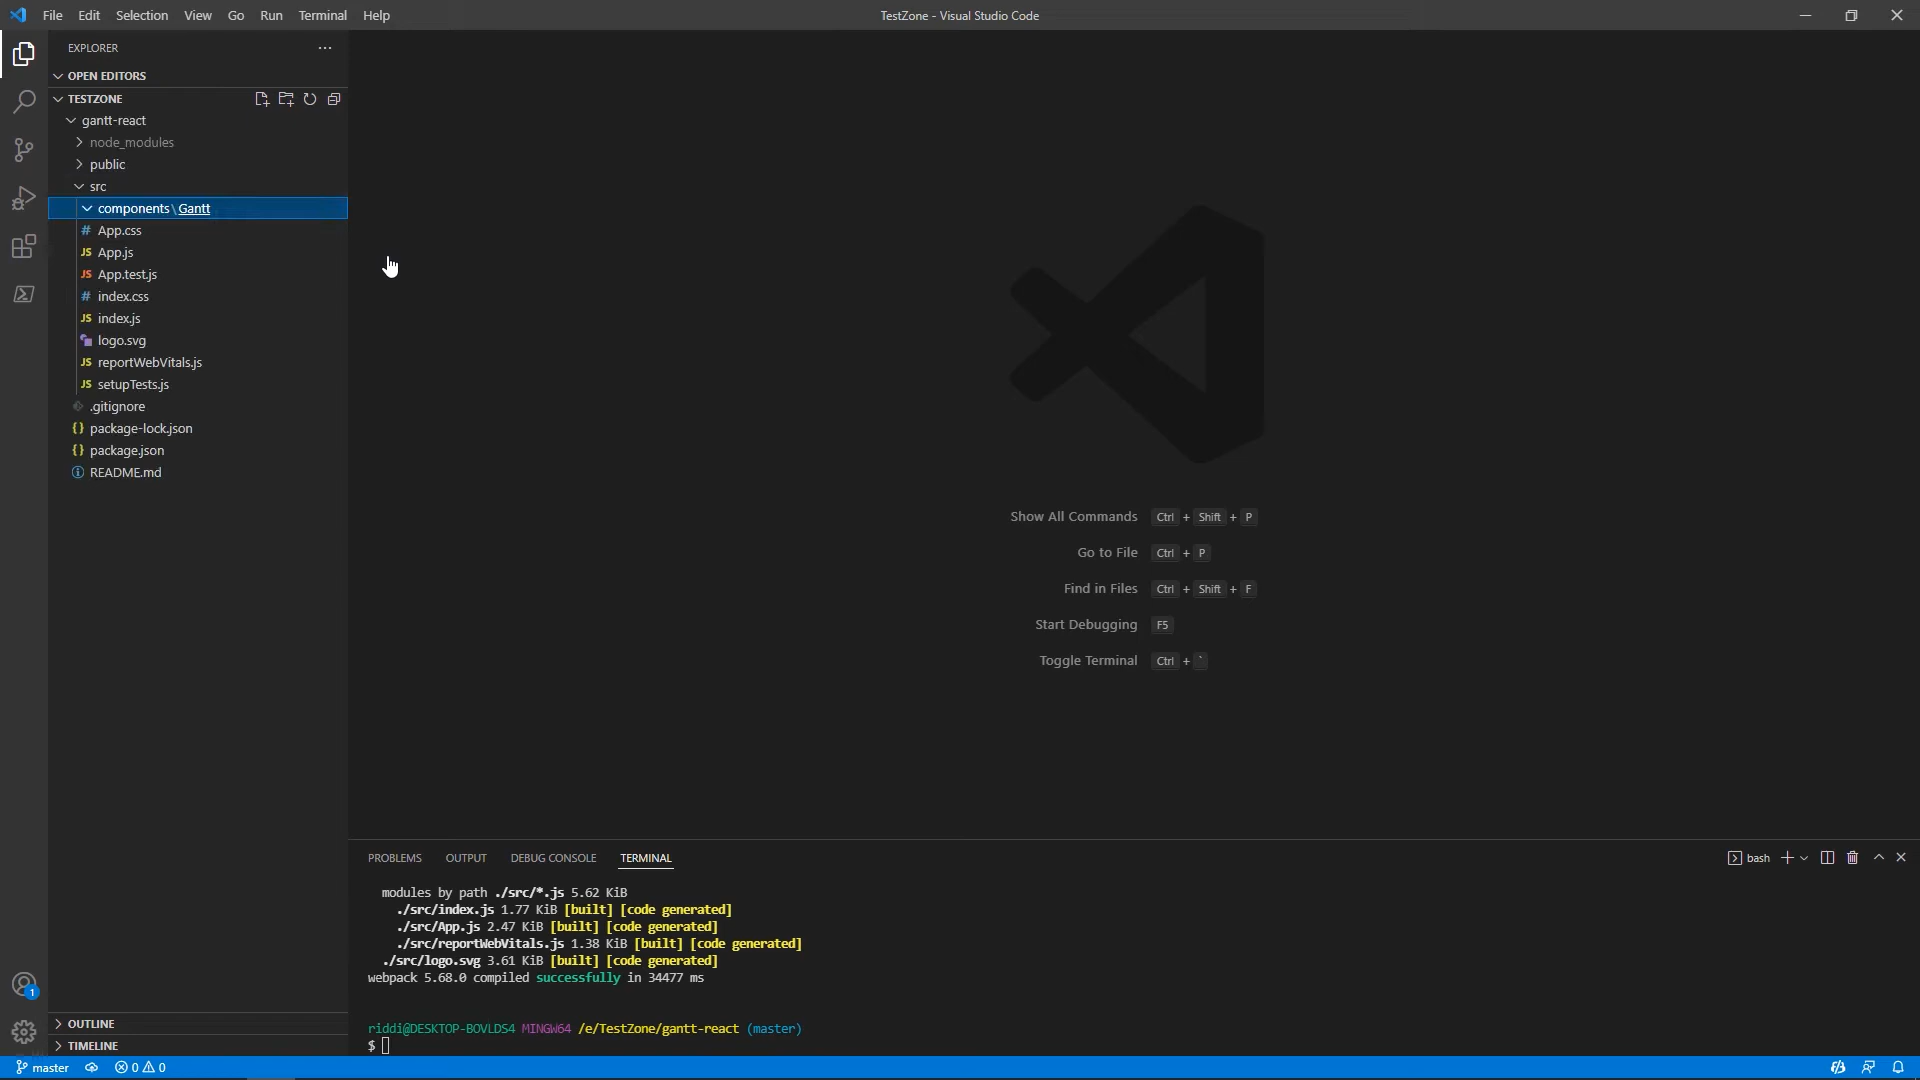 File Edit Selection View Go Run Terminal Help
TestZone - Visual Studio Code
EXPLORER
OPEN EDITORS
TESTZONE
gantt-react
node_modules
public
src
components\Gantt
# App.css
JS App.js
JS App.test.js
# index.css
JS index.js
logo.svg
JS reportWebVitals.js
JS setupTests.js
.gitignore
{} package-lock.json
{} package.json
README.md
OUTLINE
TIMELINE
Show All Commands Ctrl + Shift + P
Go to File Ctrl + P
Find in Files Ctrl + Shift + F
Start Debugging F5
Toggle Terminal Ctrl + `
PROBLEMS OUTPUT DEBUG CONSOLE TERMINAL
bash
modules by path ./src/*.js 5.62 KiB
./src/index.js 1.77 KiB [built] [code generated]
./src/App.js 2.47 KiB [built] [code generated]
./src/reportWebVitals.js 1.38 KiB [built] [code generated]
./src/logo.svg 3.61 KiB [built] [code generated]
webpack 5.68.0 compiled successfully in 34477 ms
riddi@DESKTOP-BOVLDS4 MINGW64 /e/TestZone/gantt-react (master)
$
1
master 0 0